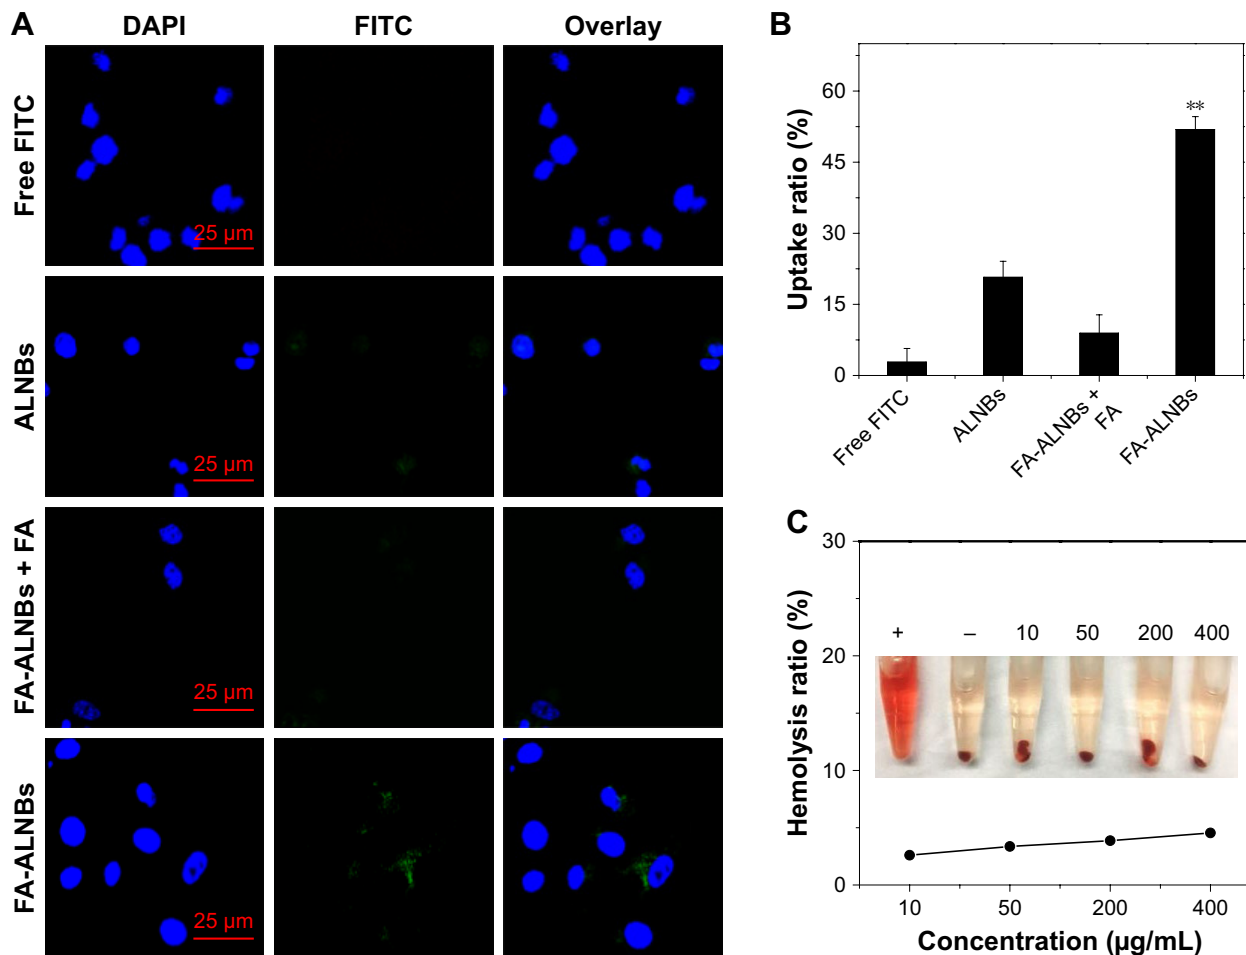 A
DAPI
FITC
Overlay
Free FITC
25 µm
ALNBs
25 µm
FA-ALNBs + FA
25 µm
FA-ALNBs
25 µm
B
Uptake ratio (%)
60
45
30
15
0
**
Free FITC
ALNBs
FA-ALNBs +
FA
FA-ALNBs
C
Hemolysis ratio (%)
30
20
10
0
+ – 10 50 200 400
10 50 200 400
Concentration (µg/mL)